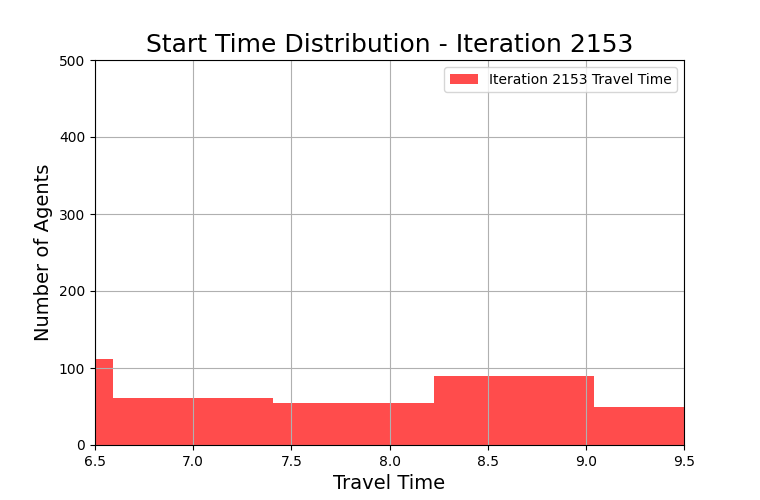 Start Time Distribution - Iteration 2153
Iteration 2153 Travel Time
Number of Agents
500
400
300
200
100
0
6.5 7.0 7.5 8.0 8.5 9.0 9.5
Travel Time